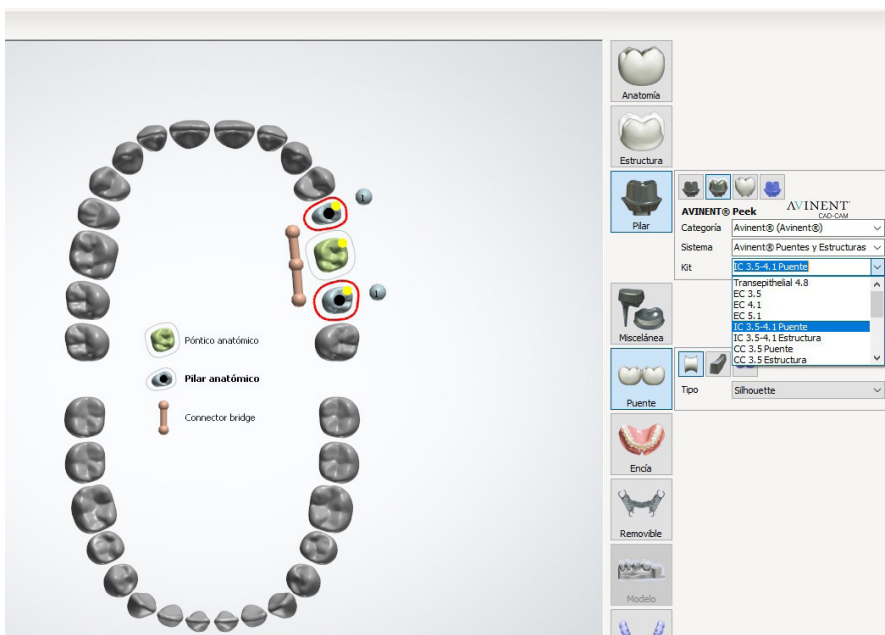 Anatomía
Estructura
Pilar
AVINENT® Peek
AVINENT
CAD-CAM
Categoría Avinent® (Avinent®)
Sistema Avinent® Puentes y Estructuras
Kit IC 3.5-4.1 Puente
Transepithelial 4.8
EC 3.5
EC 4.1
EC 5.1
IC 3.5-4.1 Puente
IC 3.5-4.1 Estructura
CC 3.5 Puente
CC 3.5 Estructura
Miscelánea
Puente
Tipo Silhouette
Encía
Removible
Modelo
1
1
Póntico anatómico
Pilar anatómico
Connector bridge